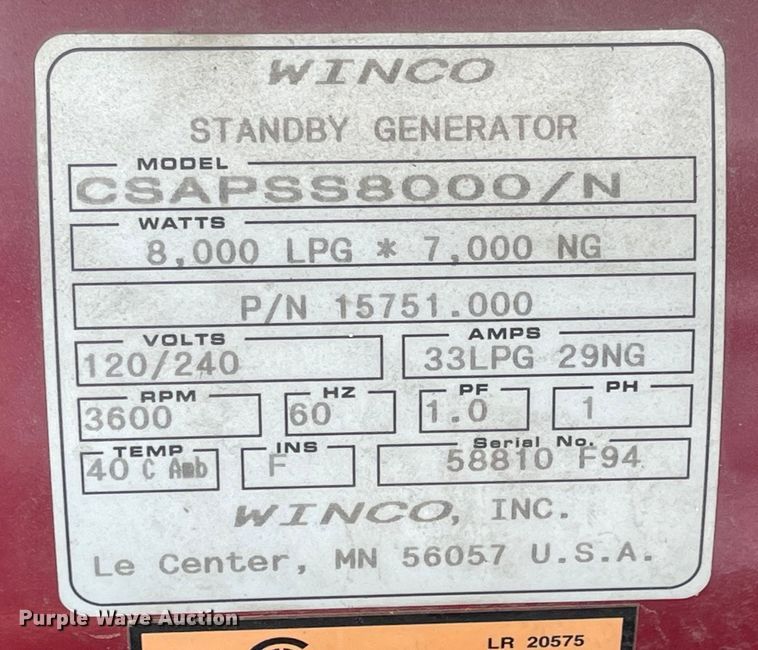 WINCO
STANDBY GENERATOR
MODEL
CSAPSS8000/N
WATTS
8,000 LPG * 7,000 NG
P/N 15751.000
VOLTS AMPS
120/240 33LPG 29NG
RPM HZ PF PH
3600 60 1.0 1
TEMP INS Serial No.
40 C Amb F 58810 F94
WINCO, INC.
Le Center, MN 56057 U.S.A.
Purple Wave Auction
LR 20575